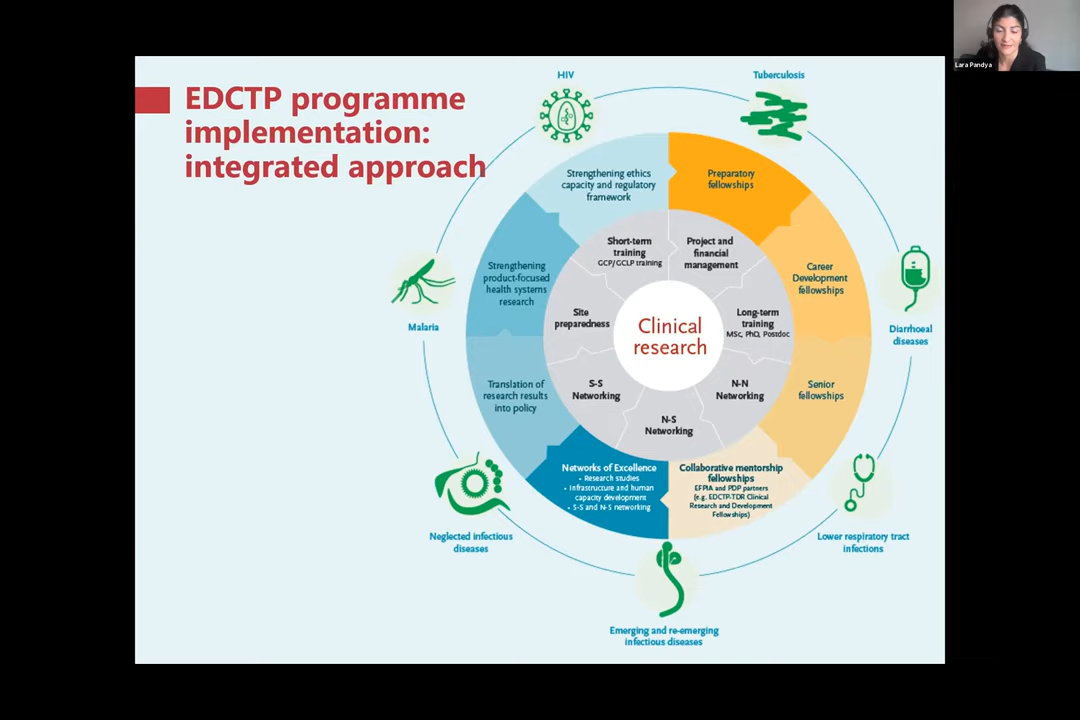 Lara Pandya
EDCTP programme
implementation:
integrated approach
HIV
Tuberculosis
Diarrhoeal
diseases
Lower respiratory tract
infections
Emerging and re-emerging
infectious diseases
Neglected infectious
diseases
Malaria
Strengthening ethics
capacity and regulatory
framework
Preparatory
fellowships
Career
Development
fellowships
Senior
fellowships
Collaborative mentorship
fellowships
EFPIA and PDP partners
(e.g. EDCTP-TDR Clinical
Research and Development
Fellowships)
Networks of Excellence
• Research studies
• Infrastructure and human
capacity development
• S-S and N-S networking
Translation of
research results
into policy
Strengthening
product-focused
health systems
research
Short-term
training
GCP/GCLP training
Project and
financial
management
Long-term
training
MSc, PhD, Postdoc
N-N
Networking
N-S
Networking
S-S
Networking
Site
preparedness
Clinical
research